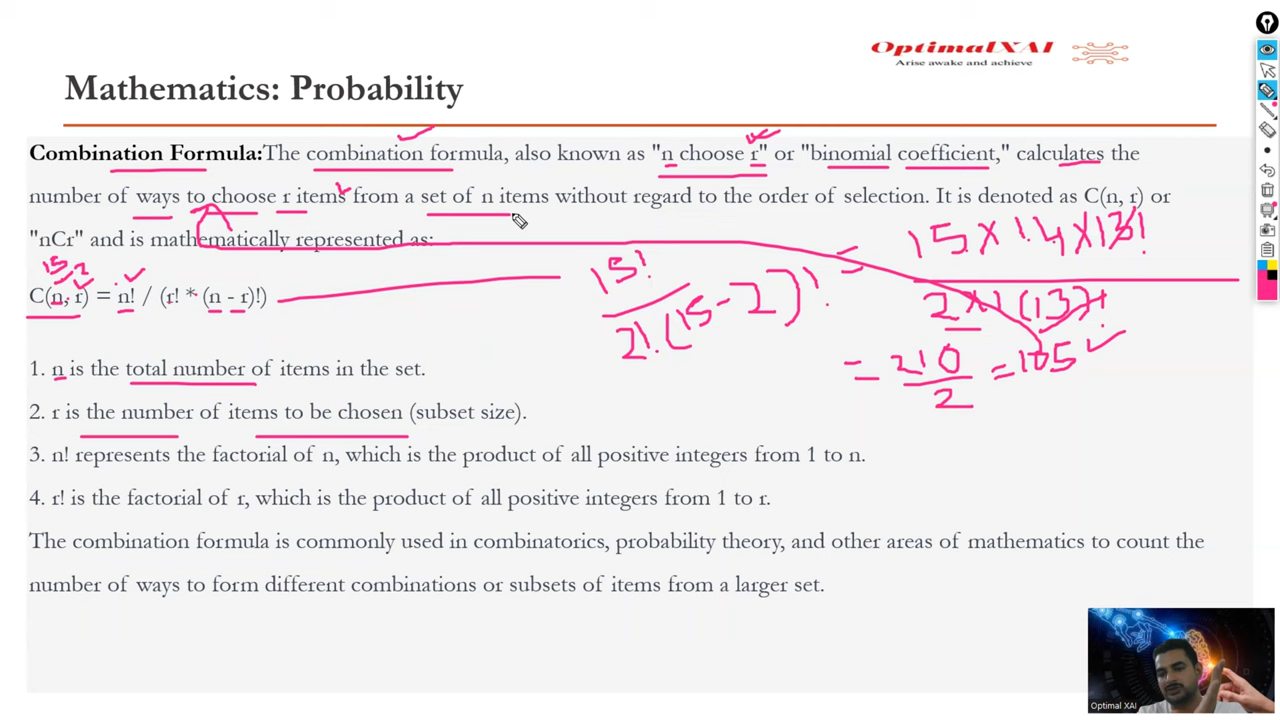 OptimalXAI
Arise awake and achieve
Mathematics: Probability
Combination Formula:The combination formula, also known as "n choose r" or "binomial coefficient," calculates the
number of ways to choose r items from a set of n items without regard to the order of selection. It is denoted as C(n, r) or
"nCr" and is mathematically represented as:
15 2
C(n, r) = n! / (r! * (n - r)!)
15! / 2!(15-2)! = 15×14×13! / 2×1(13)!
= 210 / 2 = 105
1. n is the total number of items in the set.
2. r is the number of items to be chosen (subset size).
3. n! represents the factorial of n, which is the product of all positive integers from 1 to n.
4. r! is the factorial of r, which is the product of all positive integers from 1 to r.
The combination formula is commonly used in combinatorics, probability theory, and other areas of mathematics to count the
number of ways to form different combinations or subsets of items from a larger set.
Optimal XAI